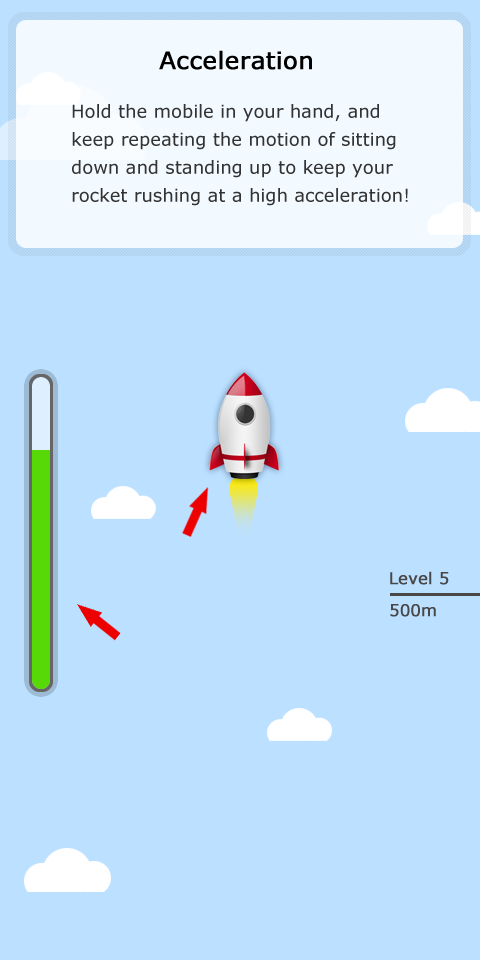 Acceleration
Hold the mobile in your hand, and
keep repeating the motion of sitting
down and standing up to keep your
rocket rushing at a high acceleration!
Level 5
500m